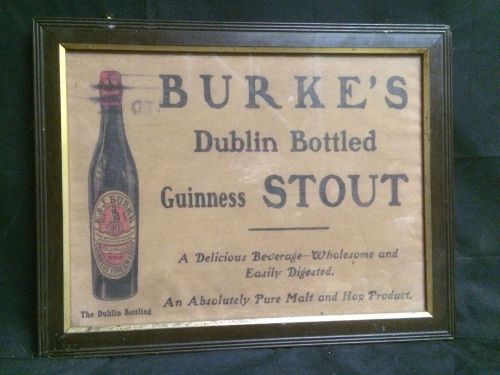 BURKE'S
Dublin Bottled
Guinness STOUT
A Delicious Beverage—Wholesome and
Easily Digested.
An Absolutely Pure Malt and Hop Product.
E.&J. BURKE
The Dublin Bottling